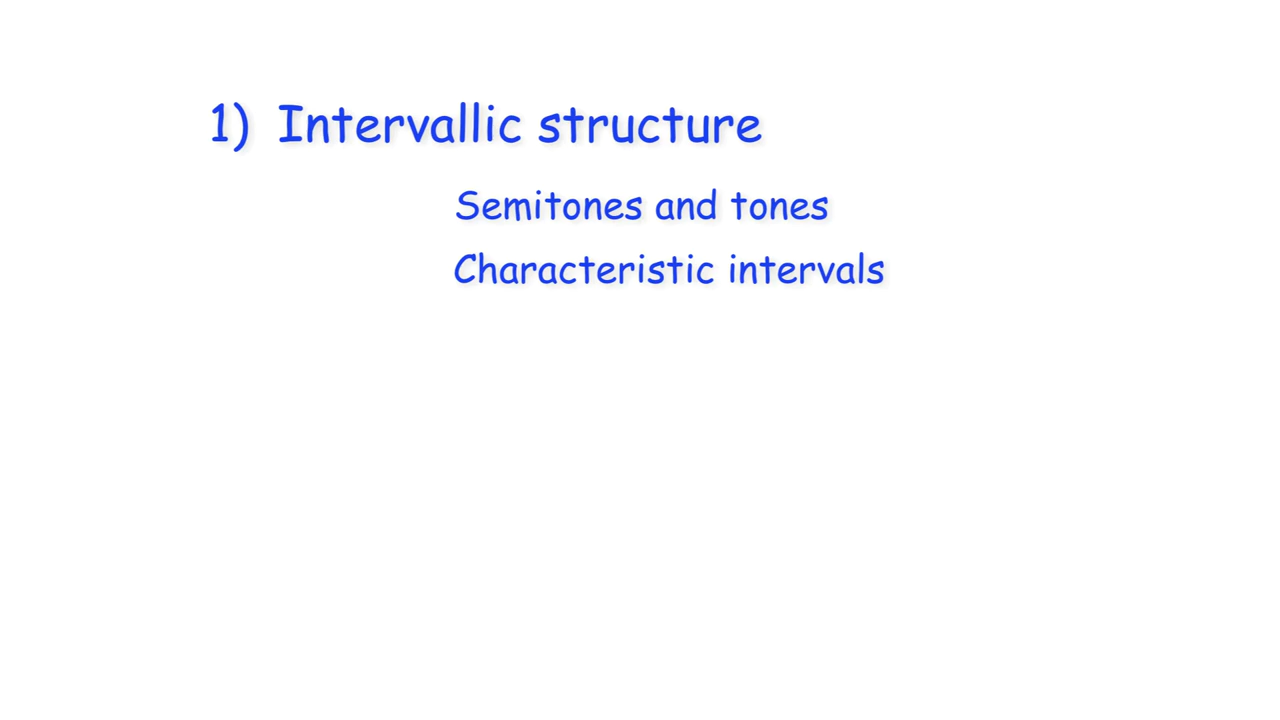 1) Intervallic structure
Semitones and tones
Characteristic intervals